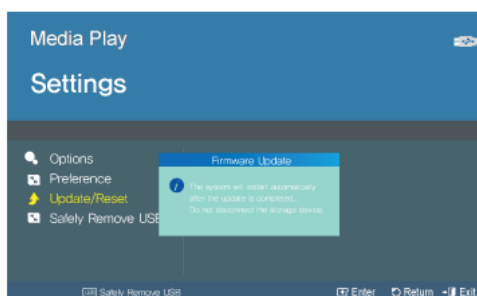 Media Play
Settings
Options
Preference
Update/Reset
Safely Remove USB
Firmware Update
The system will restart automatically
after the update is completed.
Do not disconnect the storage device.
Safely Remove USB
Enter Return Exit